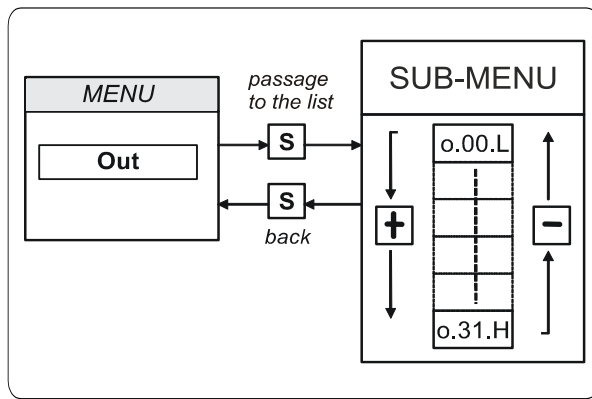 MENU
Out
passage
to the list
S
S
back
SUB-MENU
o.00.L
+
-
o.31.H